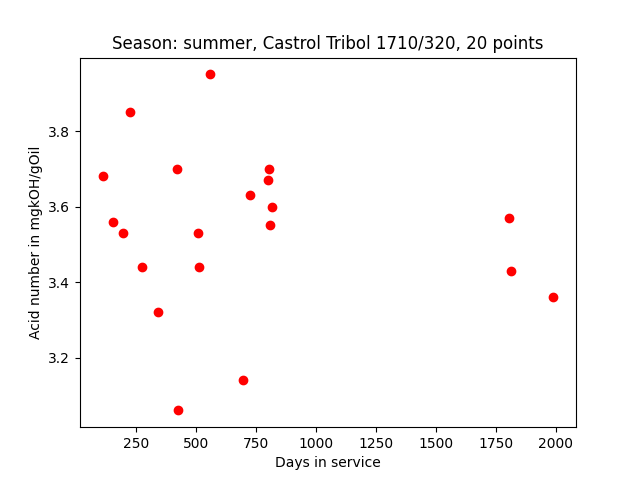 Season: summer, Castrol Tribol 1710/320, 20 points
Acid number in mgkOH/gOil
3.8
3.6
3.4
3.2
250 500 750 1000 1250 1500 1750 2000
Days in service